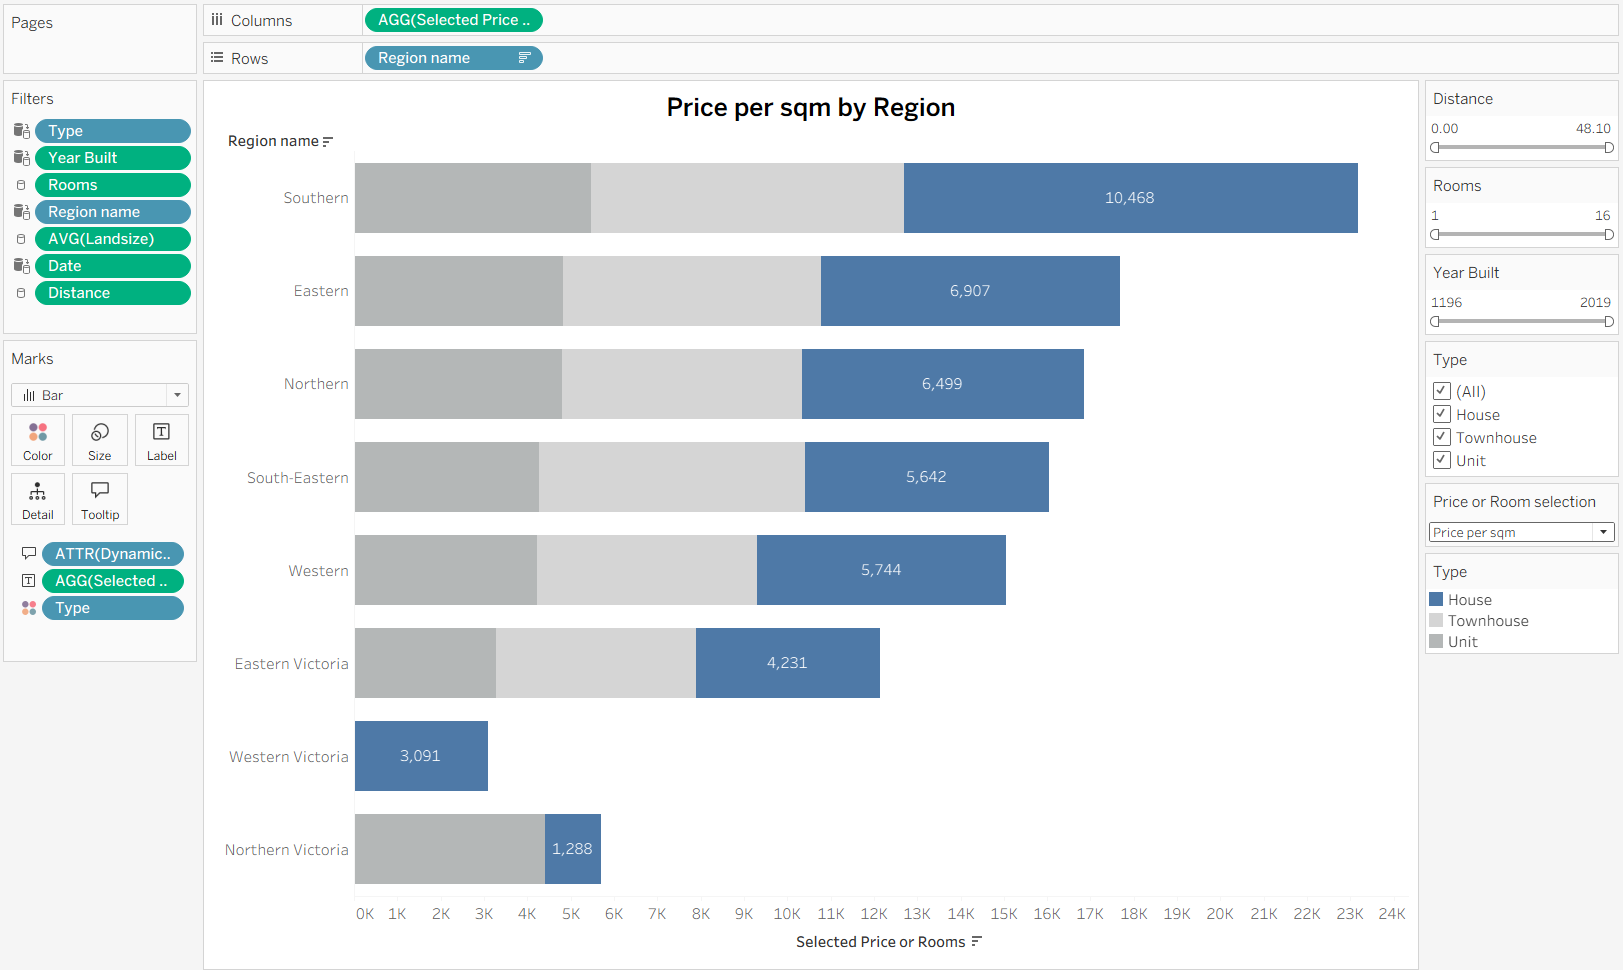 Pages
Columns
AGG(Selected Price ..
Rows
Region name
Filters
Type
Year Built
Rooms
Region name
AVG(Landsize)
Date
Distance
Marks
Bar
Color
Size
Label
Detail
Tooltip
ATTR(Dynamic..
AGG(Selected ..
Type
Price per sqm by Region
Region name
Southern
10,468
Eastern
6,907
Northern
6,499
South-Eastern
5,642
Western
5,744
Eastern Victoria
4,231
Western Victoria
3,091
Northern Victoria
1,288
0K 1K 2K 3K 4K 5K 6K 7K 8K 9K 10K 11K 12K 13K 14K 15K 16K 17K 18K 19K 20K 21K 22K 23K 24K
Selected Price or Rooms
Distance
0.00 48.10
Rooms
1 16
Year Built
1196 2019
Type
(All)
House
Townhouse
Unit
Price or Room selection
Price per sqm
Type
House
Townhouse
Unit